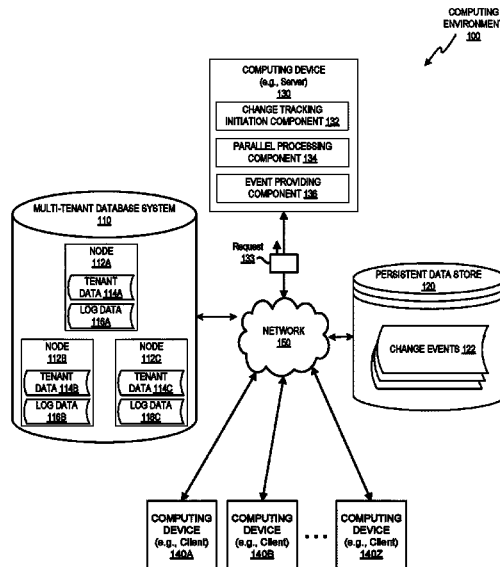 COMPUTING
ENVIRONMENT
100
COMPUTING DEVICE
(e.g., Server)
130
CHANGE TRACKING
INITIATION COMPONENT 132
PARALLEL PROCESSING
COMPONENT 134
EVENT PROVIDING
COMPONENT 136
MULTI-TENANT DATABASE SYSTEM
110
NODE
112A
TENANT
DATA 114A
LOG DATA
116A
NODE
112B
TENANT
DATA 114B
LOG DATA
116B
NODE
112C
TENANT
DATA 114C
LOG DATA
116C
Request
133
NETWORK
150
PERSISTENT DATA STORE
120
CHANGE EVENTS 122
COMPUTING
DEVICE
(e.g., Client)
140A
COMPUTING
DEVICE
(e.g., Client)
140B
COMPUTING
DEVICE
(e.g., Client)
140Z